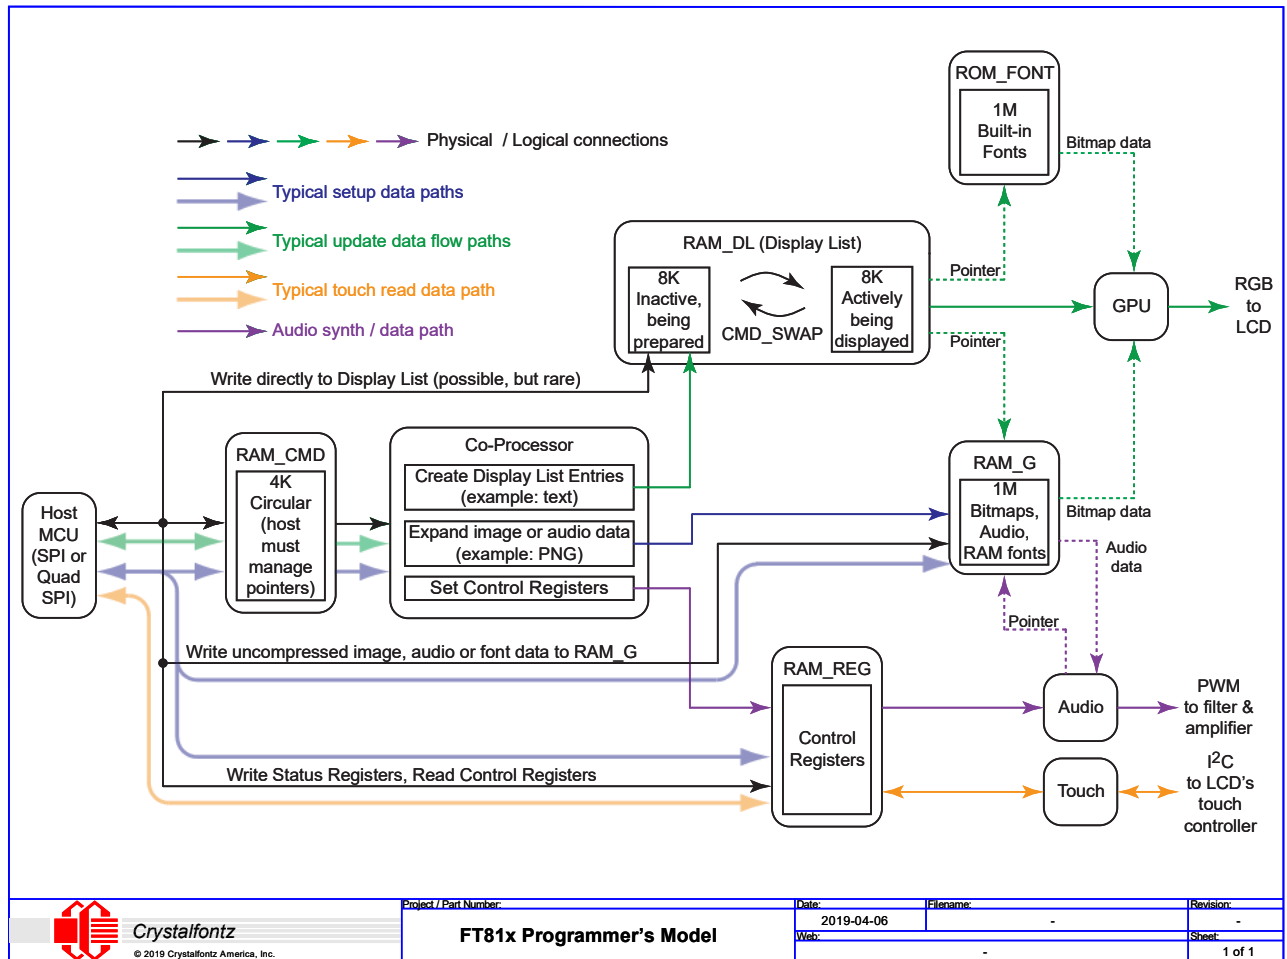 Physical / Logical connections
Typical setup data paths
Typical update data flow paths
Typical touch read data path
Audio synth / data path
ROM_FONT
1M
Built-in
Fonts
Bitmap data
RAM_DL (Display List)
8K
Inactive,
being
prepared
CMD_SWAP
8K
Actively
being
displayed
Pointer
Pointer
GPU
RGB
to
LCD
Write directly to Display List (possible, but rare)
Host
MCU
(SPI or
Quad
SPI)
RAM_CMD
4K
Circular
(host
must
manage
pointers)
Co-Processor
Create Display List Entries
(example: text)
Expand image or audio data
(example: PNG)
Set Control Registers
RAM_G
1M
Bitmaps,
Audio,
RAM fonts
Bitmap data
Audio
data
Pointer
Write uncompressed image, audio or font data to RAM_G
RAM_REG
Control
Registers
Audio
PWM
to filter &
amplifier
Write Status Registers, Read Control Registers
Touch
I2C
to LCD's
touch
controller
Crystalfontz
© 2019 Crystalfontz America, Inc.
Project / Part Number:
FT81x Programmer's Model
Date:
2019-04-06
Filename:
-
Revision:
-
Web:
-
Sheet:
1 of 1